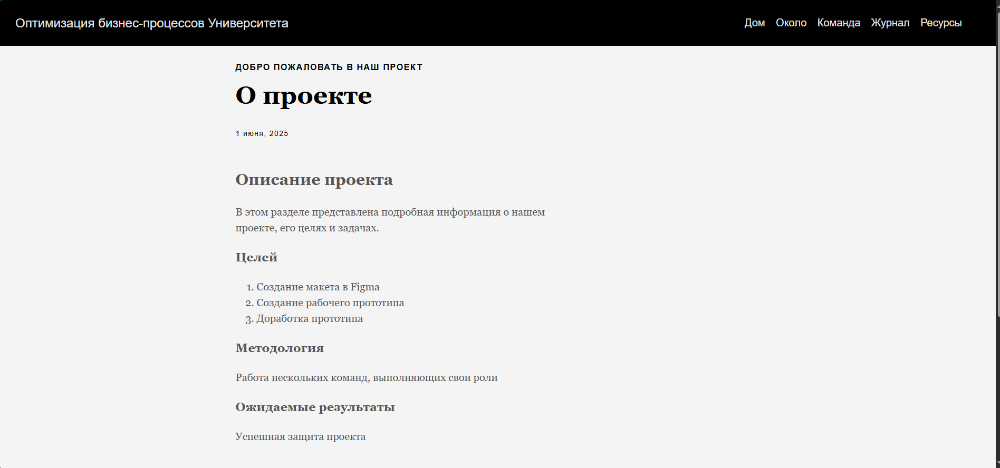 Оптимизация бизнес-процессов Университета
Дом Около Команда Журнал Ресурсы
ДОБРО ПОЖАЛОВАТЬ В НАШ ПРОЕКТ
О проекте
1 июня, 2025
Описание проекта
В этом разделе представлена подробная информация о нашем
проекте, его целях и задачах.
Целей
1. Создание макета в Figma
2. Создание рабочего прототипа
3. Доработка прототипа
Методология
Работа нескольких команд, выполняющих свои роли
Ожидаемые результаты
Успешная защита проекта